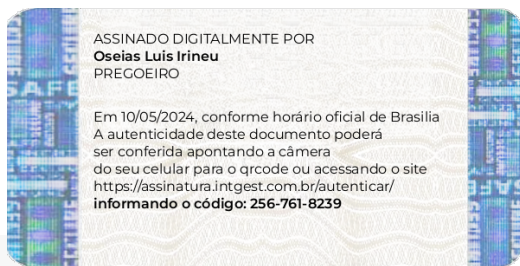 ASSINADO DIGITALMENTE POR
Oseias Luis Irineu
PREGOEIRO
Em 10/05/2024, conforme horário oficial de Brasilia
A autenticidade deste documento poderá
ser conferida apontando a câmera
do seu celular para o qrcode ou acessando o site
https://assinatura.intgest.com.br/autenticar/
informando o código: 256-761-8239